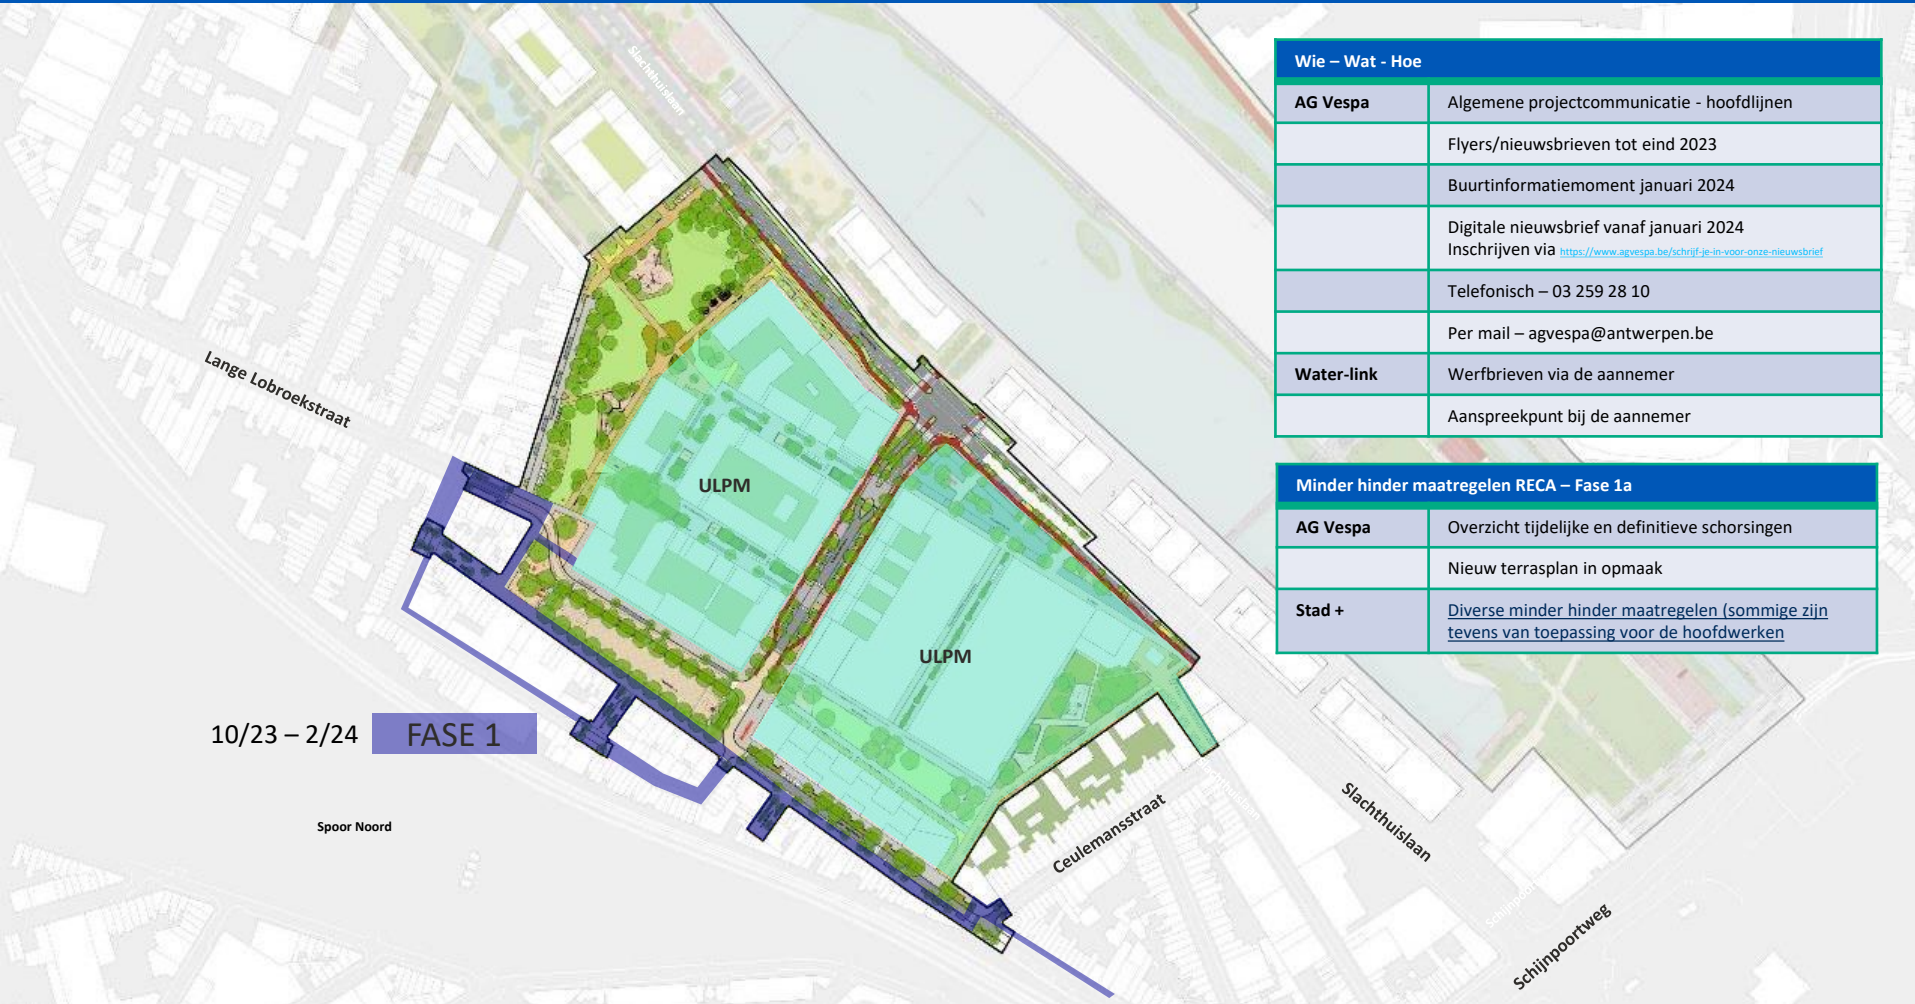 Slachthuislaan
Wie – Wat - Hoe
AG Vespa
Algemene projectcommunicatie - hoofdlijnen
Flyers/nieuwsbrieven tot eind 2023
Buurtinformatiemoment januari 2024
Digitale nieuwsbrief vanaf januari 2024
Inschrijven via https://www.agvespa.be/schrijf-je-in-voor-onze-nieuwsbrief
Telefonisch – 03 259 28 10
Per mail – agvespa@antwerpen.be
Water-link
Werfbrieven via de aannemer
Aanspreekpunt bij de aannemer
Minder hinder maatregelen RECA – Fase 1a
AG Vespa
Overzicht tijdelijke en definitieve schorsingen
Nieuw terrasplan in opmaak
Stad +
Diverse minder hinder maatregelen (sommige zijn
tevens van toepassing voor de hoofdwerken
Lange Lobroekstraat
ULPM
ULPM
10/23 – 2/24
FASE 1
Spoor Noord
Ceulemansstraat
Slachthuislaan
Schijnpoortweg